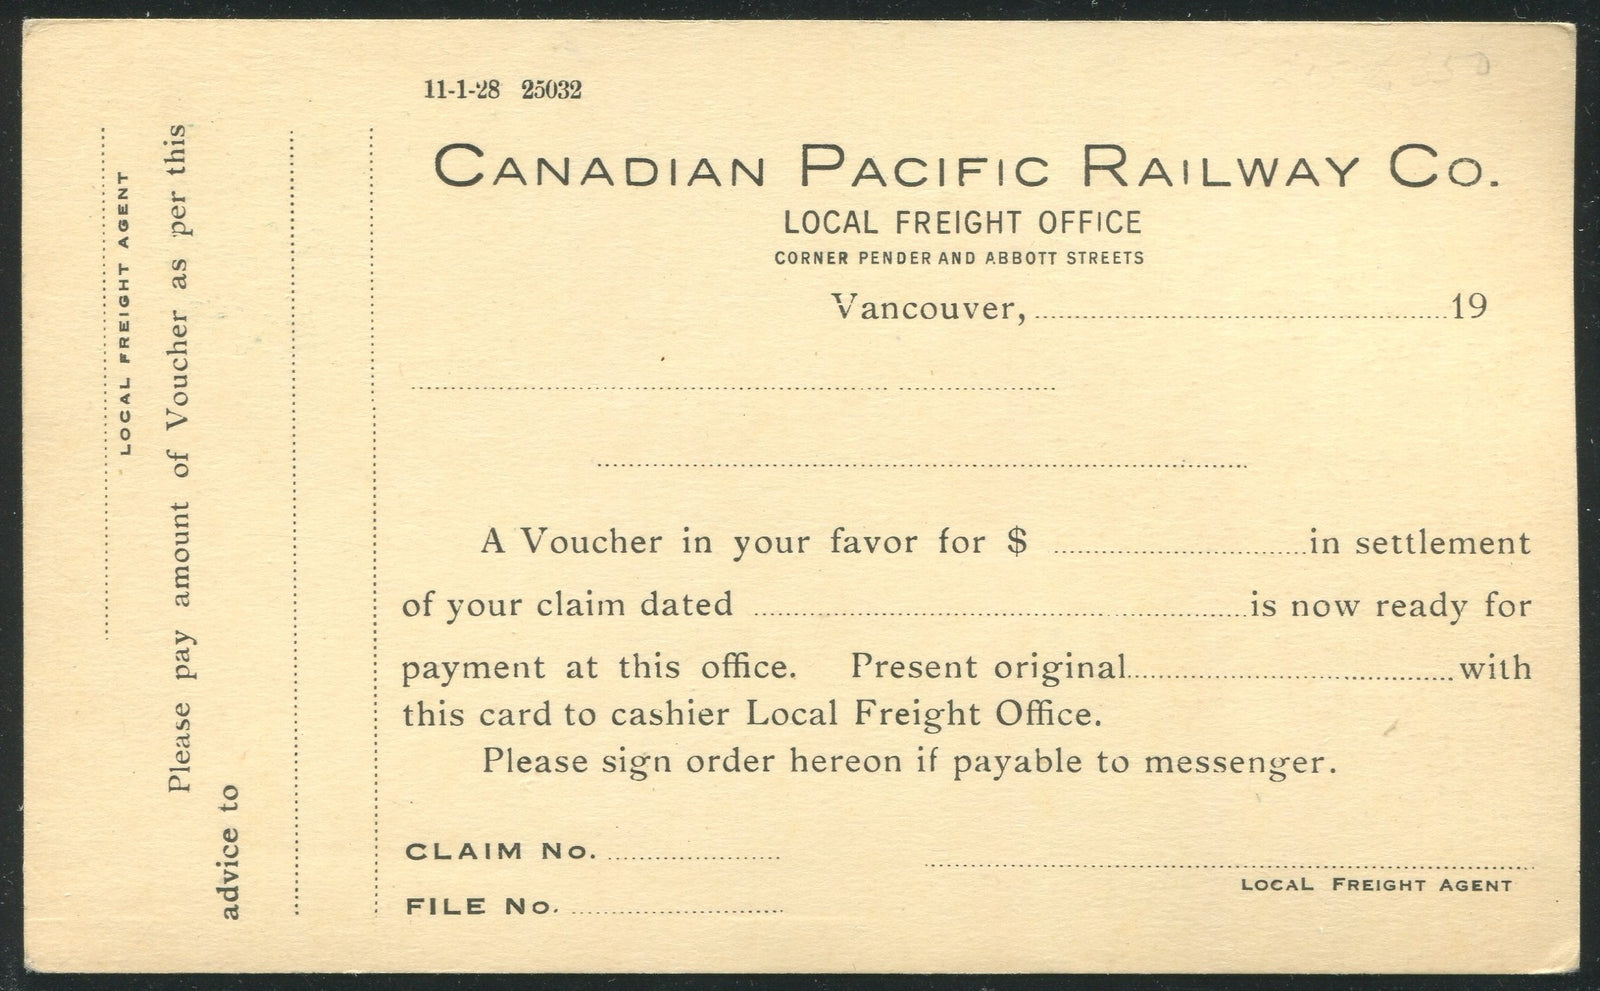 11-1-28 25032
CANADIAN PACIFIC RAILWAY CO.
LOCAL FREIGHT OFFICE
CORNER PENDER AND ABBOTT STREETS
Vancouver,..............................19
A Voucher in your favor for $ ....................in settlement
of your claim dated ..............................is now ready for
payment at this office. Present original....................with
this card to cashier Local Freight Office.
Please sign order hereon if payable to messenger.
CLAIM No. ....................
FILE No. ....................
LOCAL FREIGHT AGENT
LOCAL FREIGHT AGENT
Please pay amount of Voucher as per this
advice to